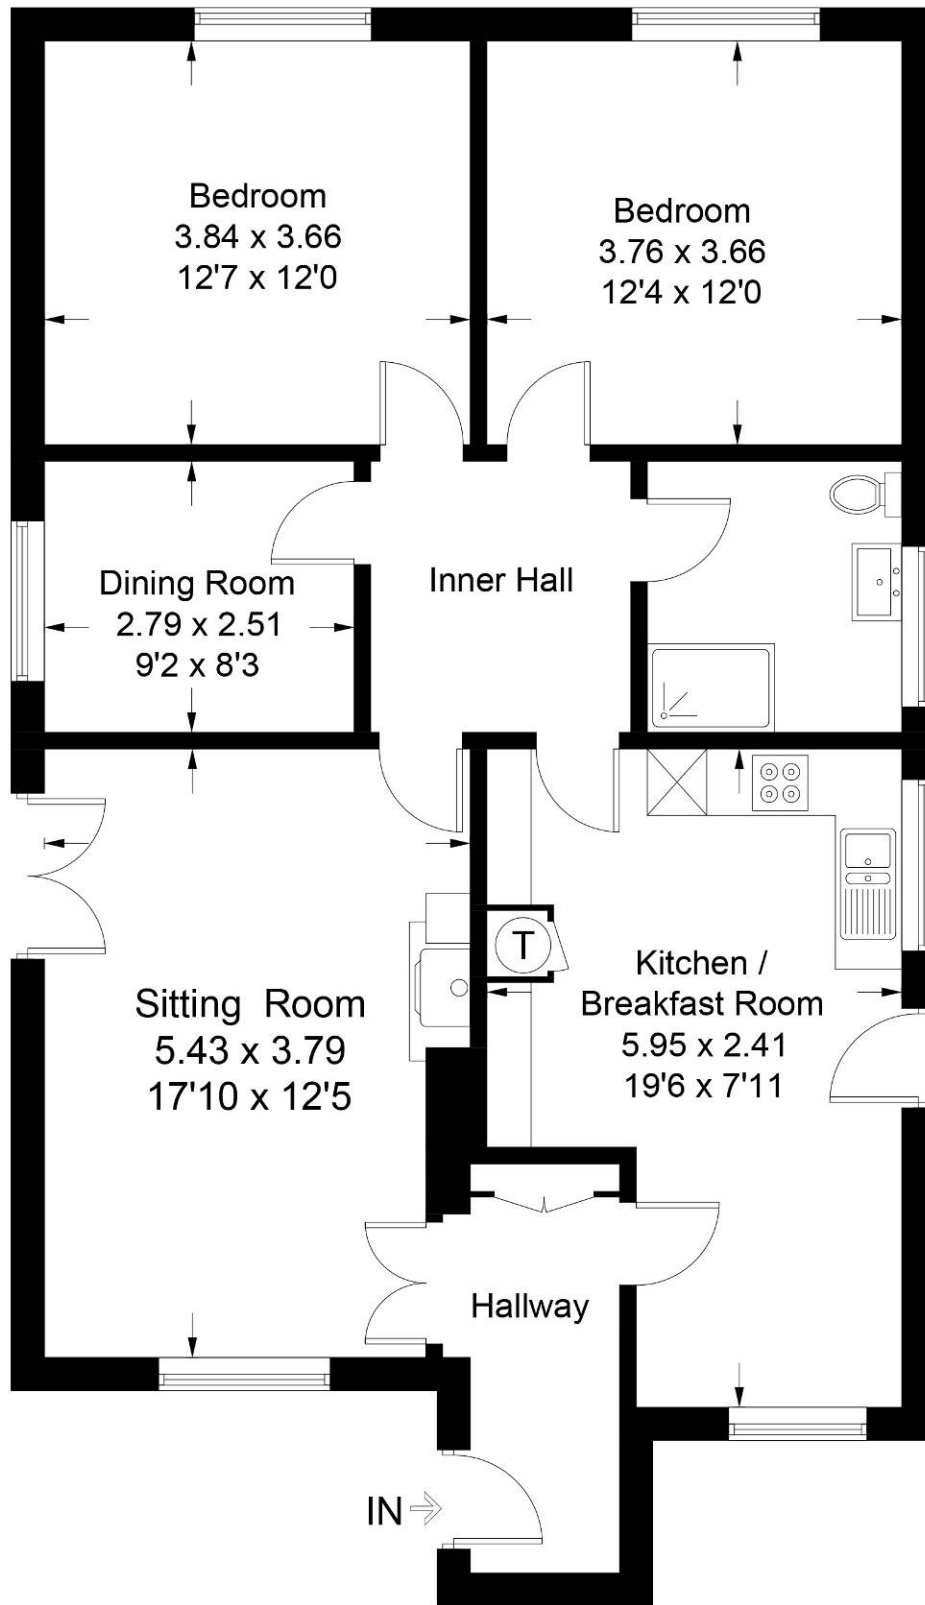 Bedroom
3.84 x 3.66
12'7 x 12'0
Bedroom
3.76 x 3.66
12'4 x 12'0
Dining Room
2.79 x 2.51
9'2 x 8'3
Inner Hall
Sitting Room
5.43 x 3.79
17'10 x 12'5
T
Kitchen /
Breakfast Room
5.95 x 2.41
19'6 x 7'11
Hallway
IN